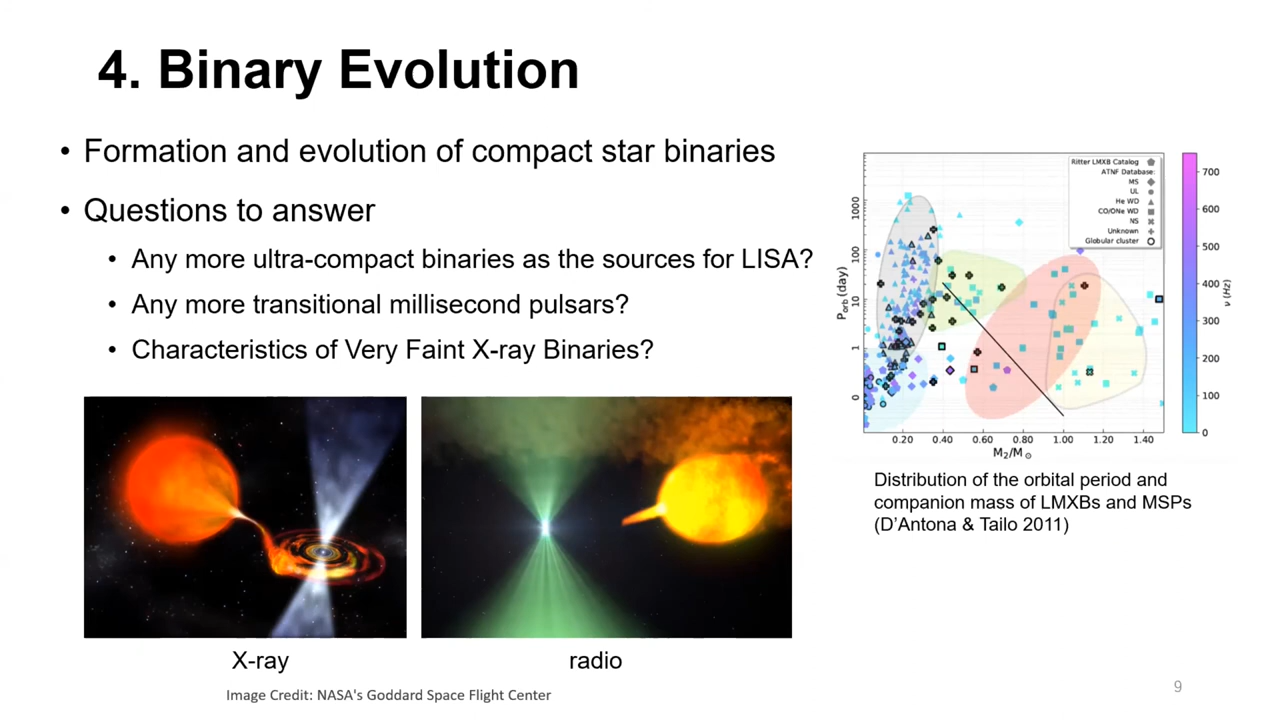 4. Binary Evolution
• Formation and evolution of compact star binaries
• Questions to answer
• Any more ultra-compact binaries as the sources for LISA?
• Any more transitional millisecond pulsars?
• Characteristics of Very Faint X-ray Binaries?
Ritter LMXB Catalog
ATNF Database:
MS
UL
He WD
CO/ONe WD
NS
Unknown
Globular cluster
P_orb (day)
1000
100
10
1
0
0.20 0.40 0.60 0.80 1.00 1.20 1.40
M₂/M☉
700
600
500
400
300
200
100
0
ν (Hz)
Distribution of the orbital period and
companion mass of LMXBs and MSPs
(D'Antona & Tailo 2011)
X-ray
radio
Image Credit: NASA's Goddard Space Flight Center
9